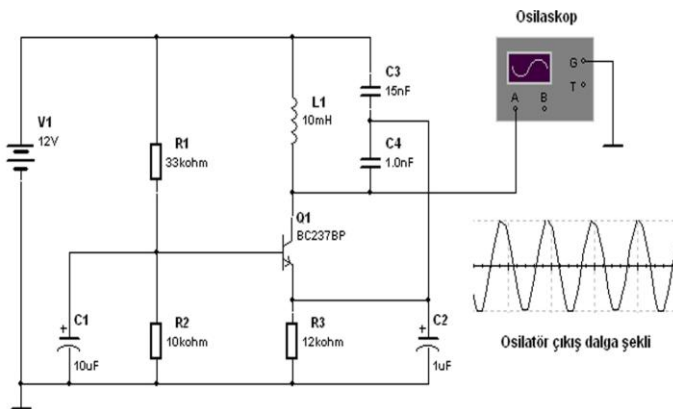 Osilaskop
G
T
A
B
C3
15nF
L1
10mH
V1
12V
R1
33kohm
C4
1.0nF
Q1
BC237BP
C1
10uF
R2
10kohm
R3
12kohm
C2
1uF
Osilatör çıkış dalga şekli